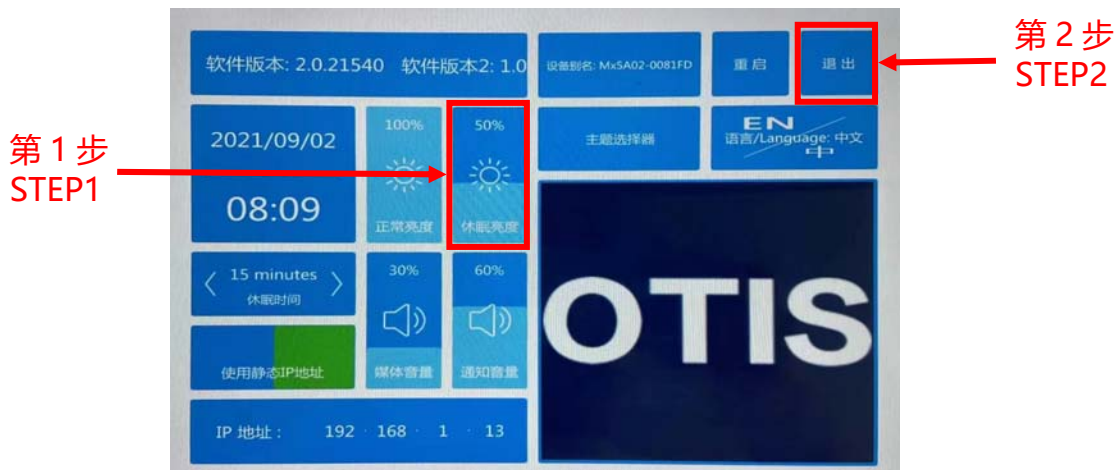 第 2 步
STEP2
软件版本: 2.0.21540 软件版本2: 1.0
设备别名: MxSA02-0081FD
重启
退出
第 1 步
STEP1
2021/09/02
08:09
100%
正常亮度
50%
休眠亮度
主题选择器
EN
语言/Language: 中文
中
15 minutes
休眠时间
30%
媒体音量
60%
通知音量
使用静态IP地址
IP 地址: 192 · 168 · 1 · 13
OTIS